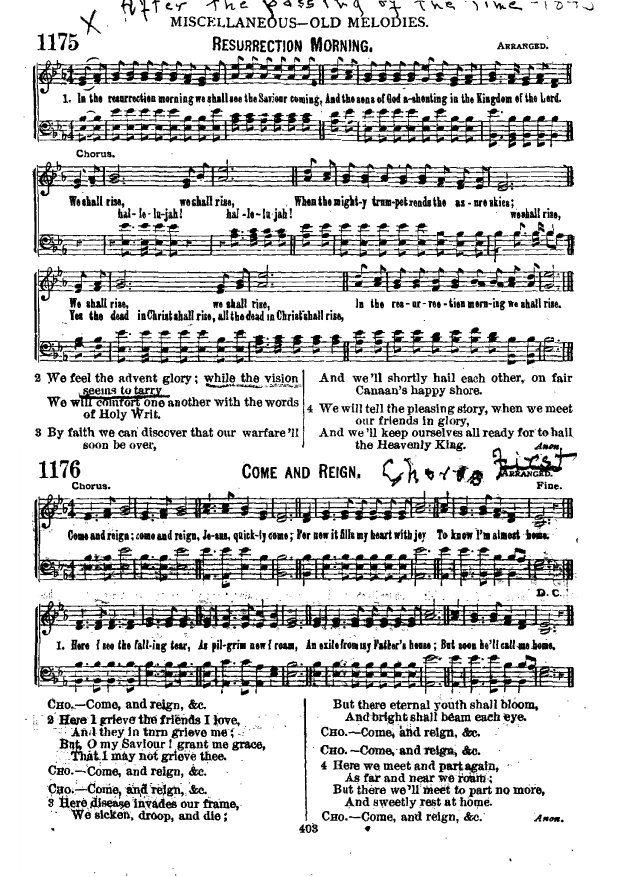 After the passing of the time -
MISCELLANEOUS—OLD MELODIES.
X
1175 RESURRECTION MORNING. ARRANGED.
1. In the resurrection morning we shall see the Saviour coming, And the sons of God a-shouting in the Kingdom of the Lord.
Chorus.
We shall rise, we shall rise, When the might-y trum-pet rends the az-ure skies;
hal-le-lu-jah! hal-le-lu-jah! we shall rise,
We shall rise, we shall rise, In the res-ur-rec-tion morn-ing we shall rise.
Yes the dead in Christ shall rise, all the dead in Christ shall rise,
2 We feel the advent glory; while the vision
seems to tarry
We will comfort one another with the words
of Holy Writ.
3 By faith we can discover that our warfare'll
soon be over,
And we'll shortly hail each other, on fair
Canaan's happy shore.
4 We will tell the pleasing story, when we meet
our friends in glory,
And we'll keep ourselves all ready for to hail
the Heavenly King. Anon.
1176 COME AND REIGN. Chorus First
ARRANGED.
Chorus. Fine.
Come and reign; come and reign, Je-sus, quick-ly come; For now it fills my heart with joy To know I'm almost home.
D. C.
1. Here I see the fall-ing tear, As pil-grim now I roam, An exile from my Father's house; But soon he'll call me home.
CHO.—Come, and reign, &c.
2 Here I grieve the friends I love,
And they in turn grieve me;
But, O my Saviour! grant me grace,
That I may not grieve thee.
CHO.—Come, and reign, &c.
CHO.—Come, and reign, &c.
3 Here disease invades our frame,
We sicken, droop, and die;
But there eternal youth shall bloom,
And bright shall beam each eye.
CHO.—Come, and reign, &c.
CHO.—Come, and reign, &c.
4 Here we meet and part again,
As far and near we roam;
But there we'll meet to part no more,
And sweetly rest at home.
CHO.—Come, and reign, &c. Anon.
403